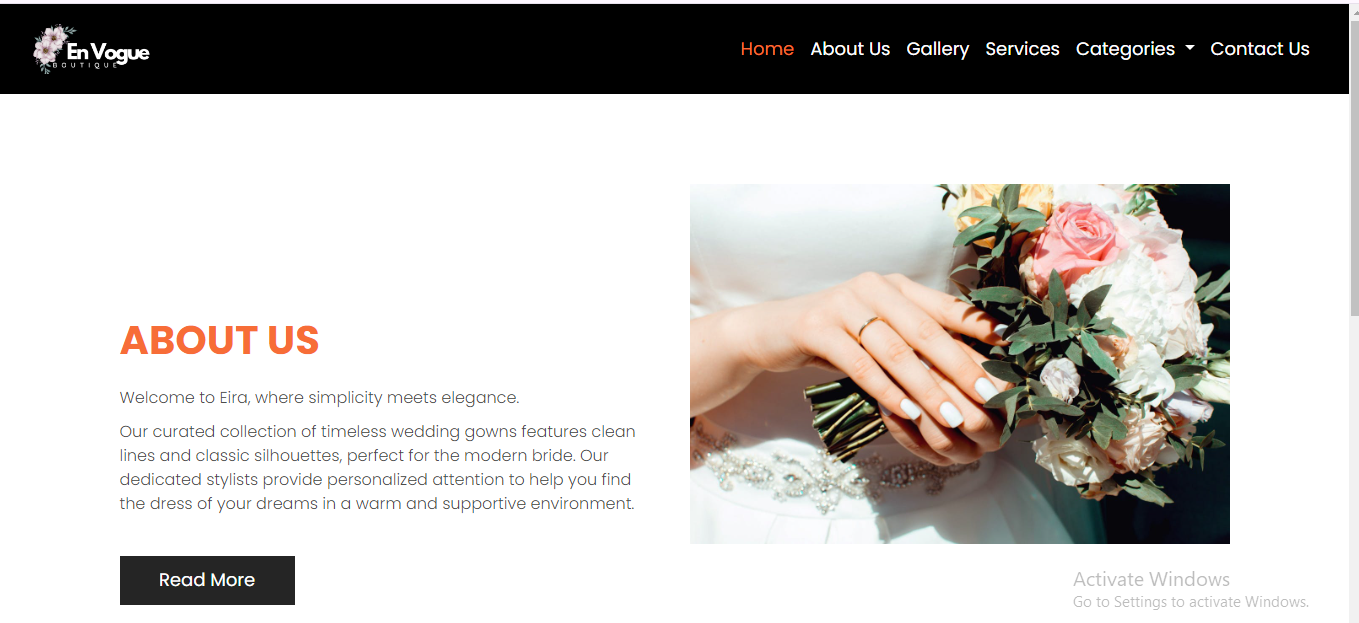 En Vogue
BOUTIQUE
Home About Us Gallery Services Categories Contact Us
ABOUT US
Welcome to Eira, where simplicity meets elegance.
Our curated collection of timeless wedding gowns features clean
lines and classic silhouettes, perfect for the modern bride. Our
dedicated stylists provide personalized attention to help you find
the dress of your dreams in a warm and supportive environment.
Read More
Activate Windows
Go to Settings to activate Windows.